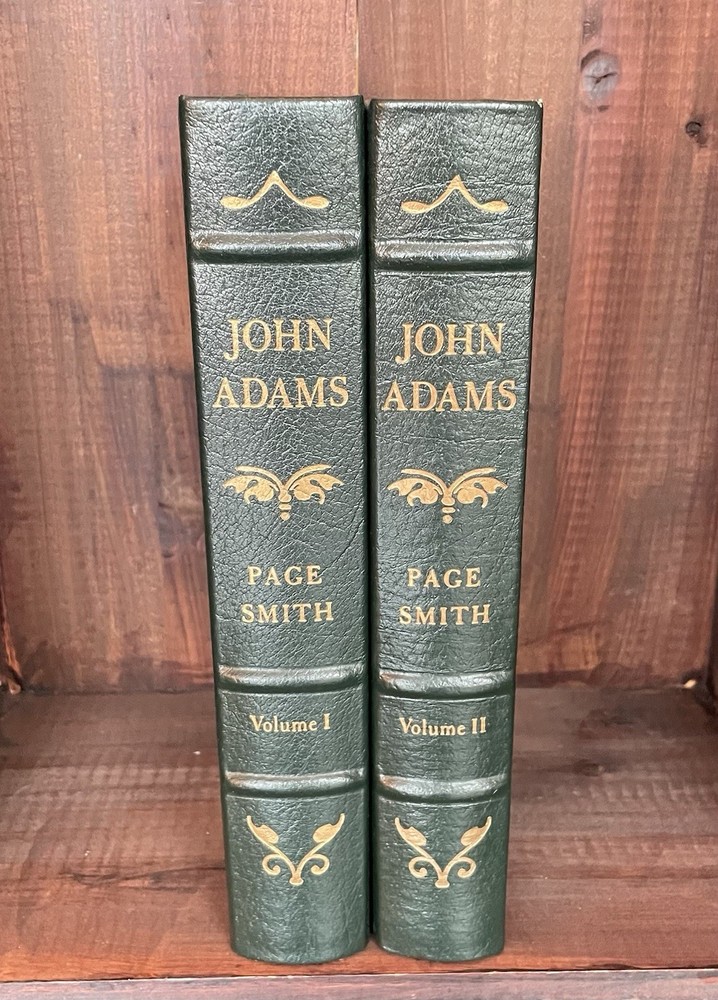 JOHN
ADAMS
PAGE
SMITH
Volume I
JOHN
ADAMS
PAGE
SMITH
Volume II